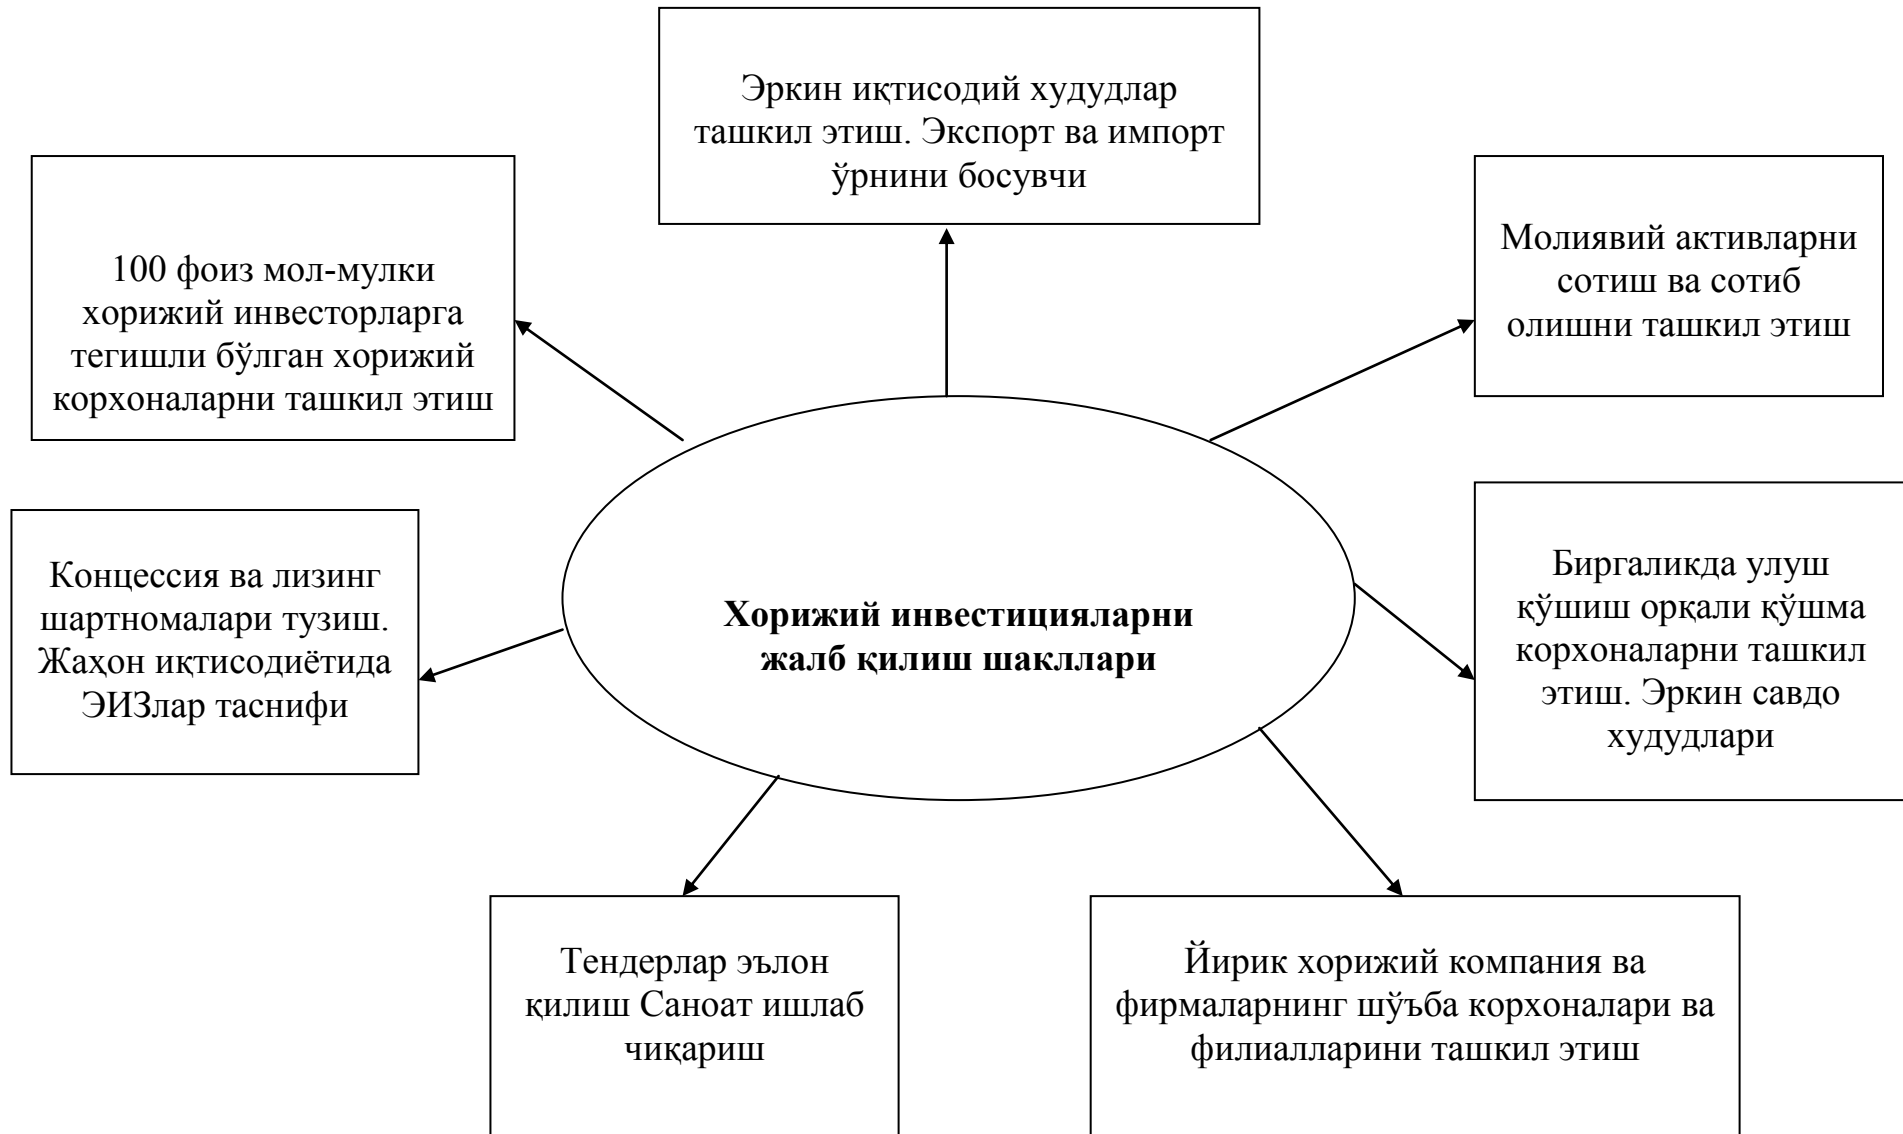 Эркин иқтисодий худудлар
ташкил этиш. Экспорт ва импорт
ўрнини босувчи
100 фоиз мол-мулки
хорижий инвесторларга
тегишли бўлган хорижий
корхоналарни ташкил этиш
Молиявий активларни
сотиш ва сотиб
олишни ташкил этиш
Хорижий инвестицияларни
жалб қилиш шакллари
Концессия ва лизинг
шартномалари тузиш.
Жаҳон иқтисодиётида
ЭИЗлар таснифи
Биргаликда улуш
қўшиш орқали қўшма
корхоналарни ташкил
этиш. Эркин савдо
худудлари
Тендерлар эълон
қилиш Саноат ишлаб
чиқариш
Йирик хорижий компания ва
фирмаларнинг шўъба корхоналари ва
филиалларини ташкил этиш